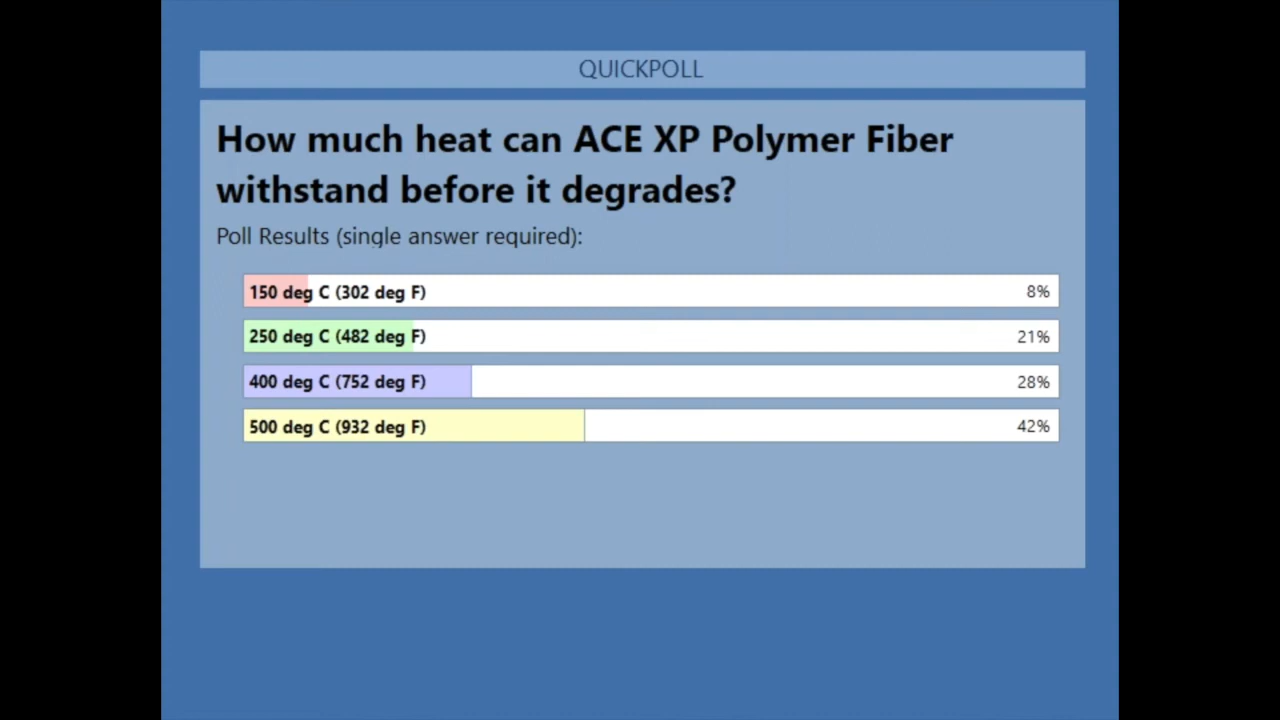 QUICKPOLL
How much heat can ACE XP Polymer Fiber
withstand before it degrades?
Poll Results (single answer required):
150 deg C (302 deg F) 8%
250 deg C (482 deg F) 21%
400 deg C (752 deg F) 28%
500 deg C (932 deg F) 42%